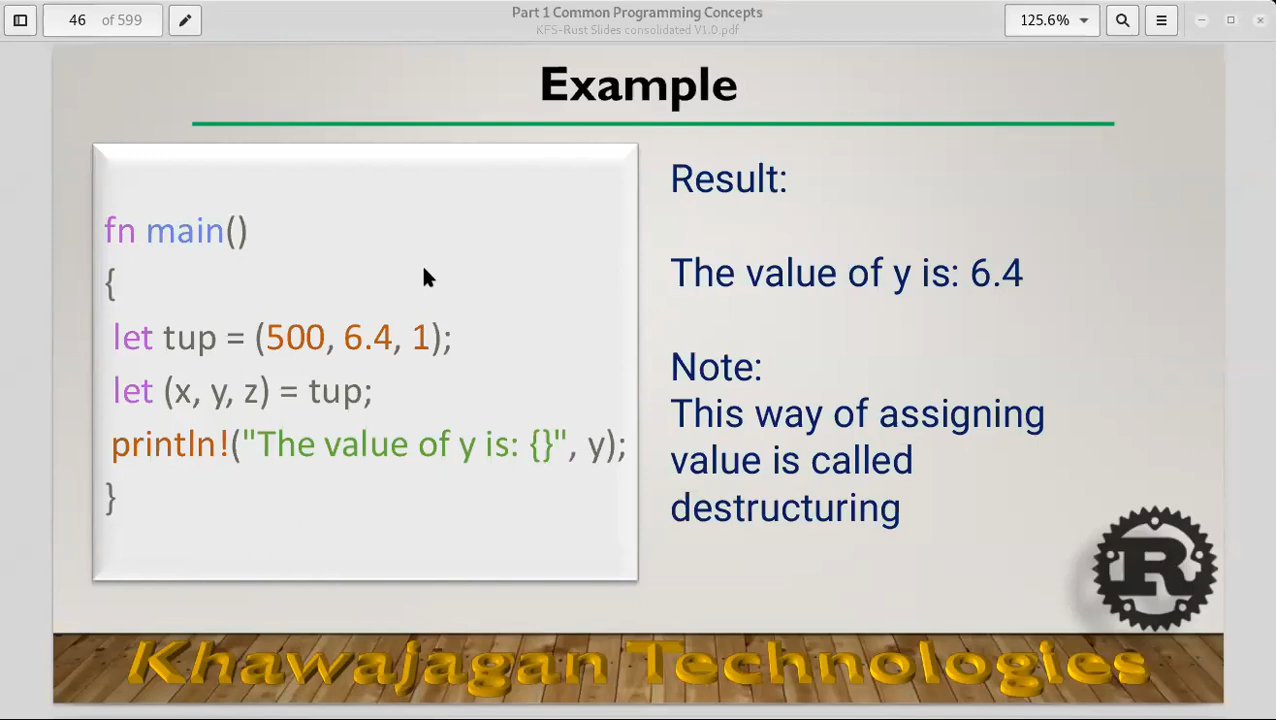 46 of 599
Part 1 Common Programming Concepts
KFS-Rust Slides consolidated V1.0.pdf
125.6%
Example
fn main()
{
let tup = (500, 6.4, 1);
let (x, y, z) = tup;
println!("The value of y is: {}", y);
}
Result:
The value of y is: 6.4
Note:
This way of assigning
value is called
destructuring
R
Khawajagan Technologies